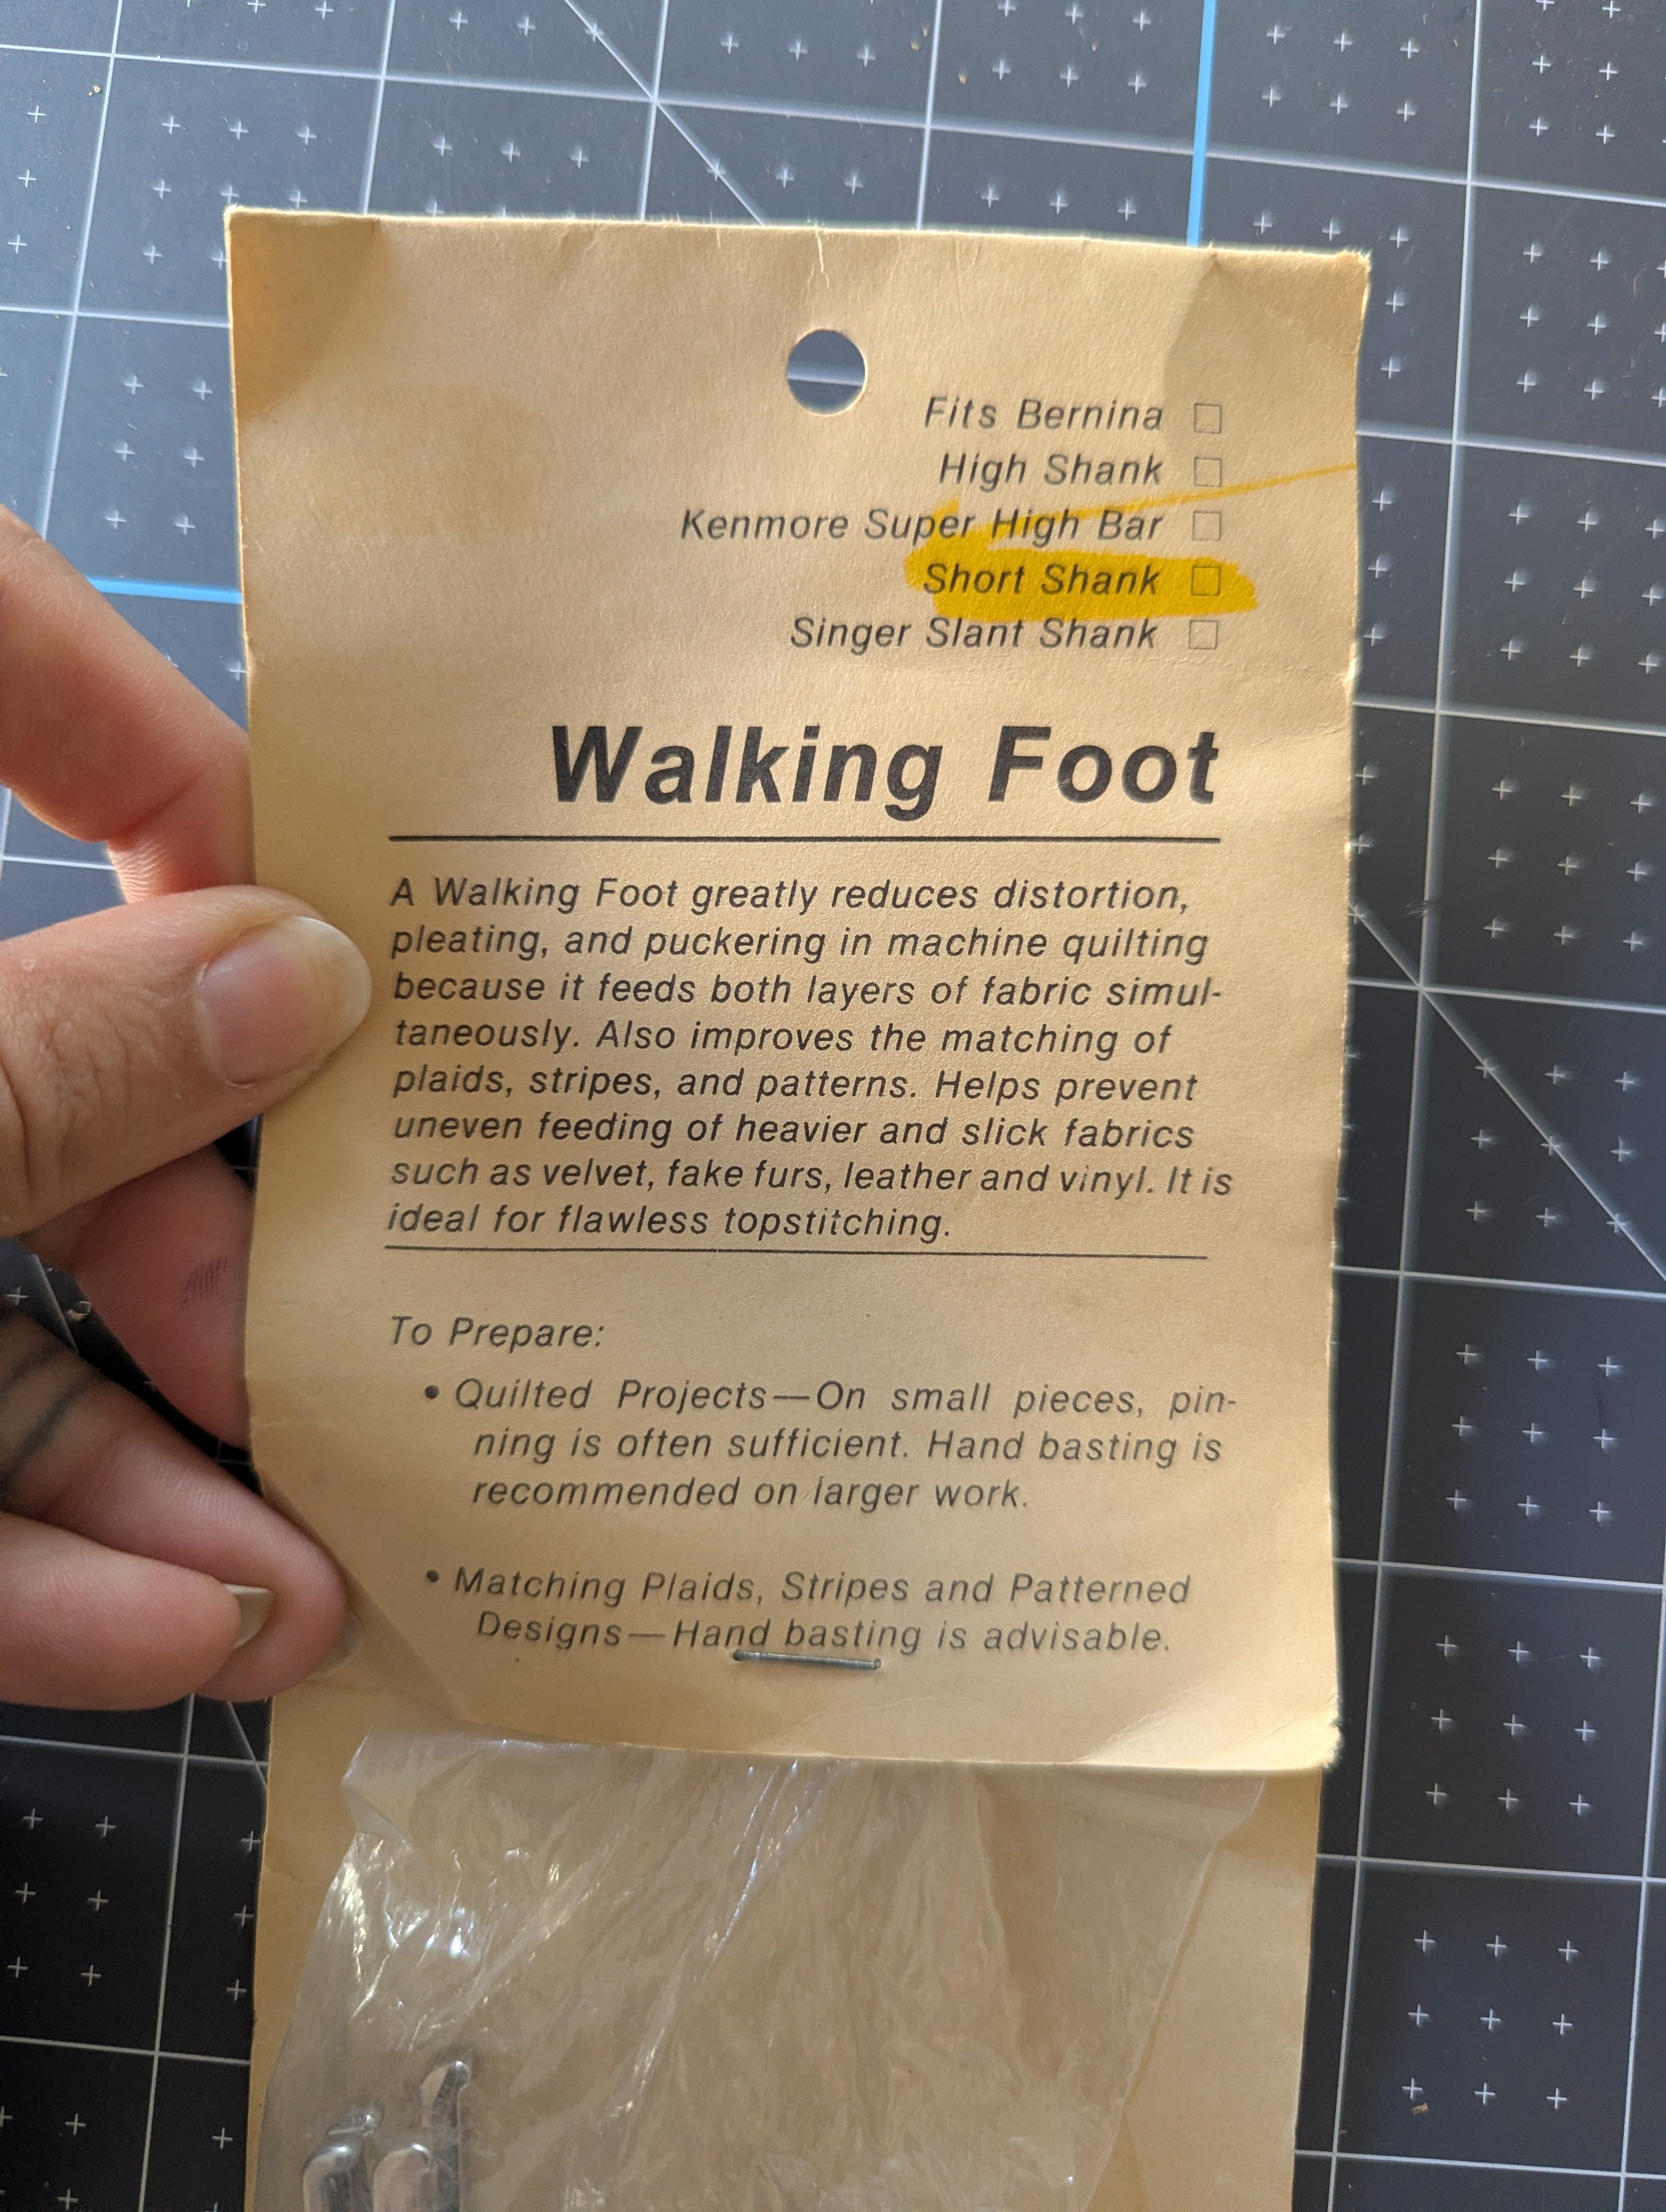 Fits Bernina □
High Shank □
Kenmore Super High Bar □
Short Shank □
Singer Slant Shank □
Walking Foot
A Walking Foot greatly reduces distortion,
pleating, and puckering in machine quilting
because it feeds both layers of fabric simul-
taneously. Also improves the matching of
plaids, stripes, and patterns. Helps prevent
uneven feeding of heavier and slick fabrics
such as velvet, fake furs, leather and vinyl. It is
ideal for flawless topstitching.
To Prepare:
• Quilted Projects—On small pieces, pin-
ning is often sufficient. Hand basting is
recommended on larger work.
• Matching Plaids, Stripes and Patterned
Designs—Hand basting is advisable.